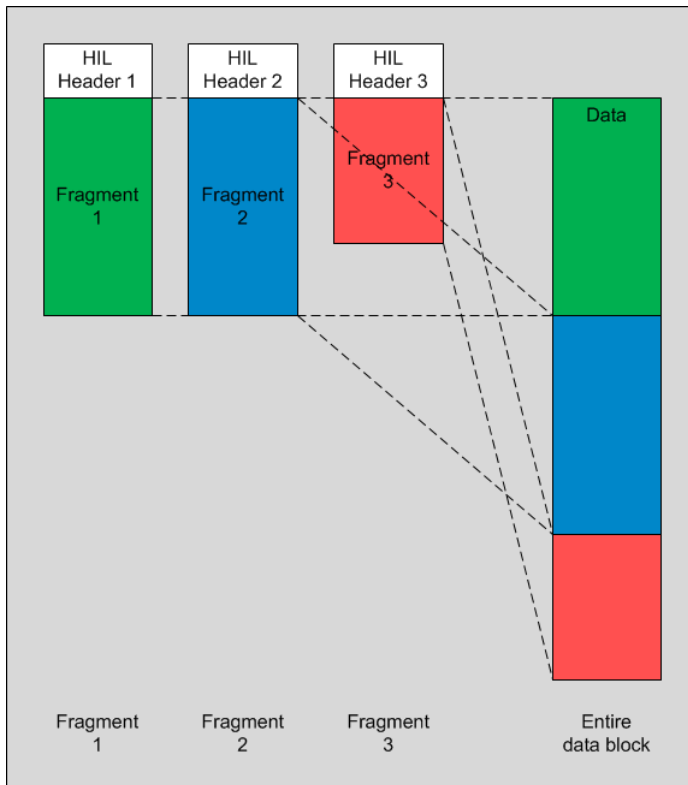 HIL
Header 1
HIL
Header 2
HIL
Header 3
Data
Fragment
1
Fragment
2
Fragment
3
Fragment
1
Fragment
2
Fragment
3
Entire
data block